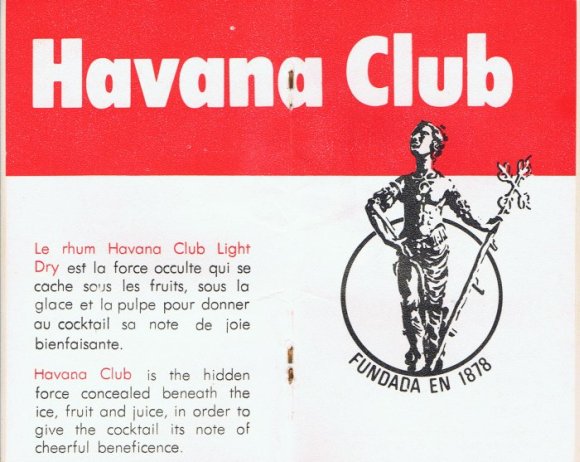 Havana Club
Le rhum Havana Club Light
Dry est la force occulte qui se
cache sous les fruits, sous la
glace et la pulpe pour donner
au cocktail sa note de joie
bienfaisante.
Havana Club is the hidden
force concealed beneath the
ice, fruit and juice, in order to
give the cocktail its note of
cheerful beneficence.
FUNDADA EN 1878